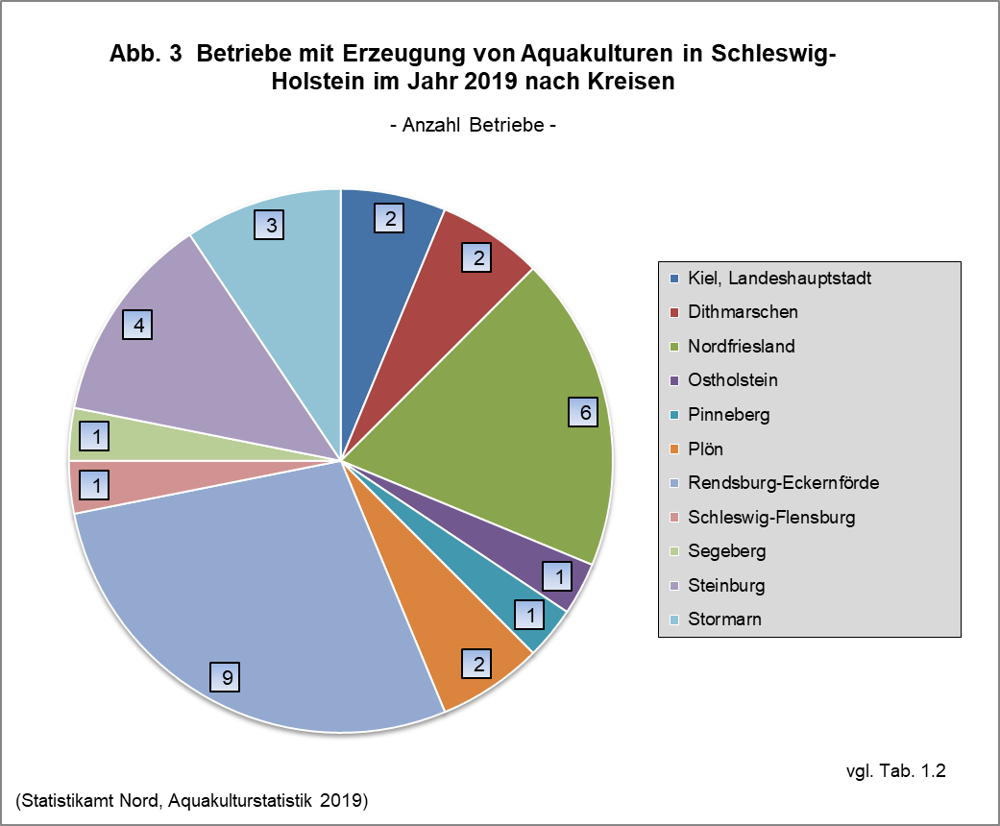 Abb. 3  Betriebe mit Erzeugung von Aquakulturen in Schleswig-
Holstein im Jahr 2019 nach Kreisen
- Anzahl Betriebe -
2
2
6
1
1
2
9
1
1
4
3
Kiel, Landeshauptstadt
Dithmarschen
Nordfriesland
Ostholstein
Pinneberg
Plön
Rendsburg-Eckernförde
Schleswig-Flensburg
Segeberg
Steinburg
Stormarn
vgl. Tab. 1.2
(Statistikamt Nord, Aquakulturstatistik 2019)